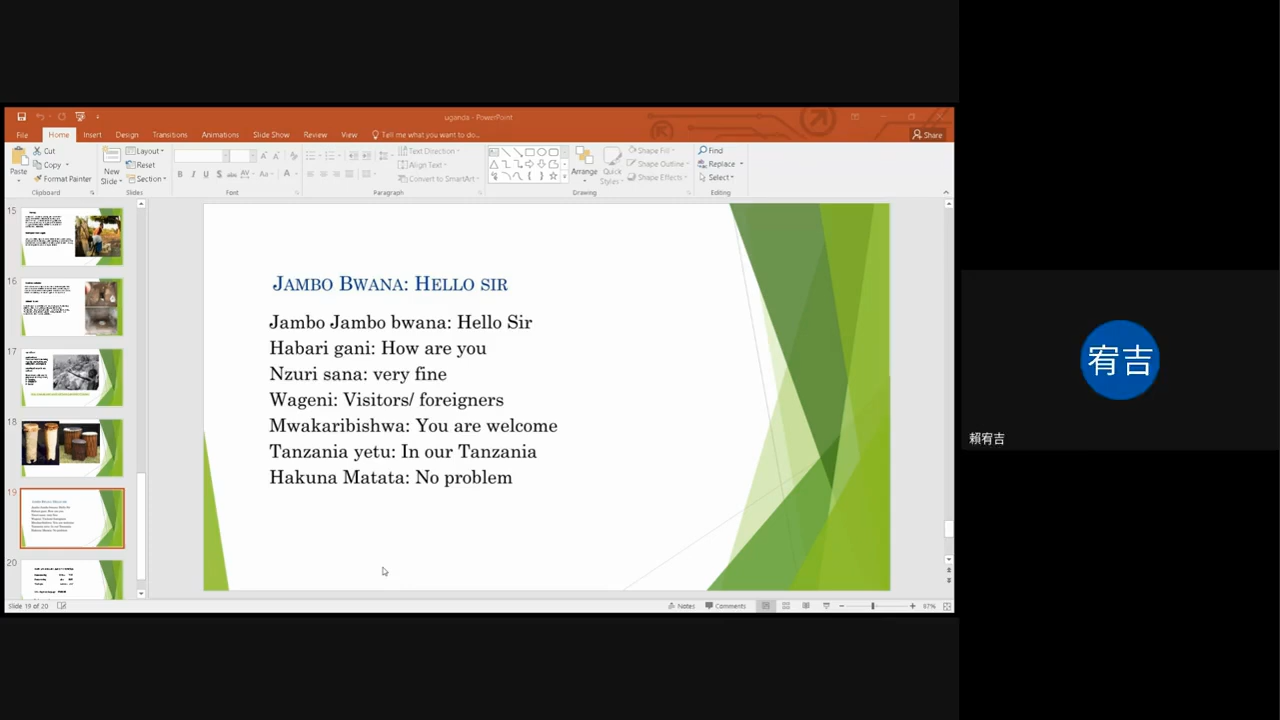 uganda - PowerPoint
File Home Insert Design Transitions Animations Slide Show Review View Tell me what you want to do... Share
Paste
Cut
Copy
Format Painter
Clipboard
New Slide
Layout
Reset
Section
Slides
Font
Text Direction
Align Text
Convert to SmartArt
Paragraph
Arrange
Quick Styles
Shape Fill
Shape Outline
Shape Effects
Drawing
Find
Replace
Select
Editing
15
16
17
18
19
20
JAMBO BWANA: HELLO SIR
Jambo Jambo bwana: Hello Sir
Habari gani: How are you
Nzuri sana: very fine
Wageni: Visitors/ foreigners
Mwakaribishwa: You are welcome
Tanzania yetu: In our Tanzania
Hakuna Matata: No problem
Slide 19 of 20
Notes Comments 87%
宥吉
賴宥吉